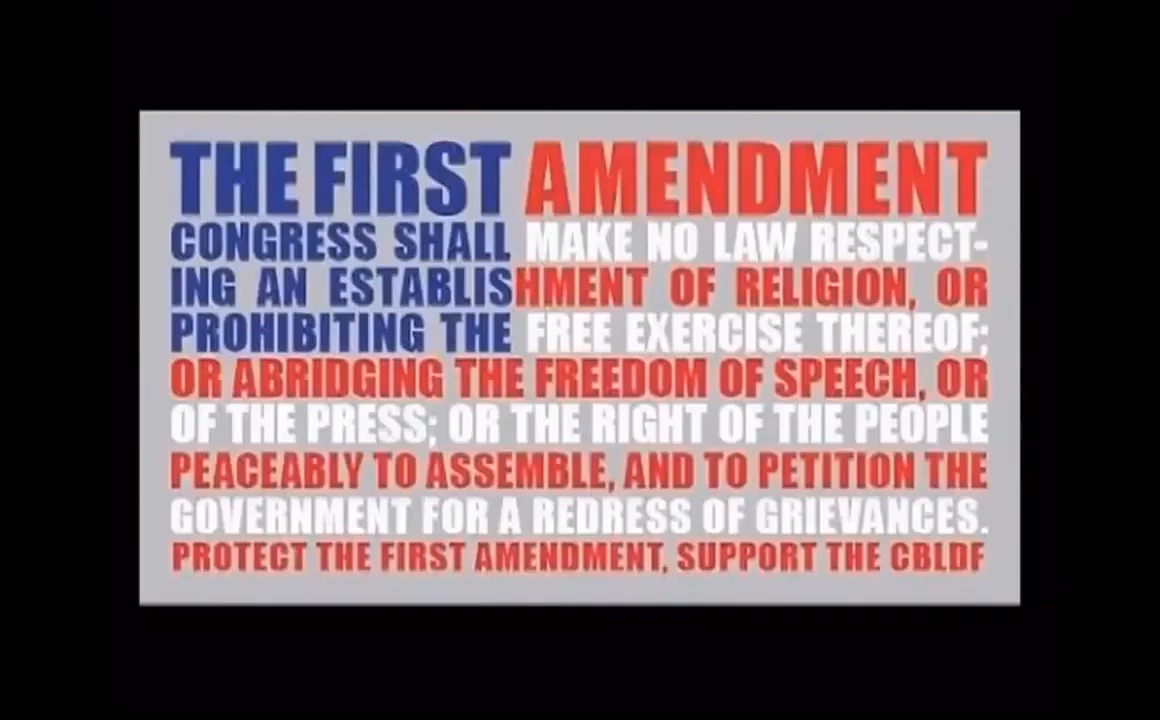 THE FIRST AMENDMENT
CONGRESS SHALL MAKE NO LAW RESPECT-
ING AN ESTABLISHMENT OF RELIGION, OR
PROHIBITING THE FREE EXERCISE THEREOF;
OR ABRIDGING THE FREEDOM OF SPEECH, OR
OF THE PRESS; OR THE RIGHT OF THE PEOPLE
PEACEABLY TO ASSEMBLE, AND TO PETITION THE
GOVERNMENT FOR A REDRESS OF GRIEVANCES.
PROTECT THE FIRST AMENDMENT, SUPPORT THE CBLDF